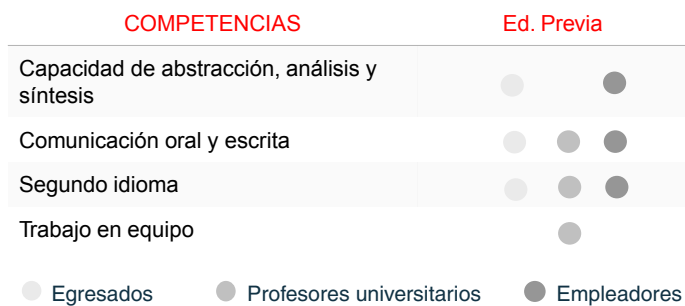 COMPETENCIAS Ed. Previa
Capacidad de abstracción, análisis y
síntesis
Comunicación oral y escrita
Segundo idioma
Trabajo en equipo
Egresados Profesores universitarios Empleadores